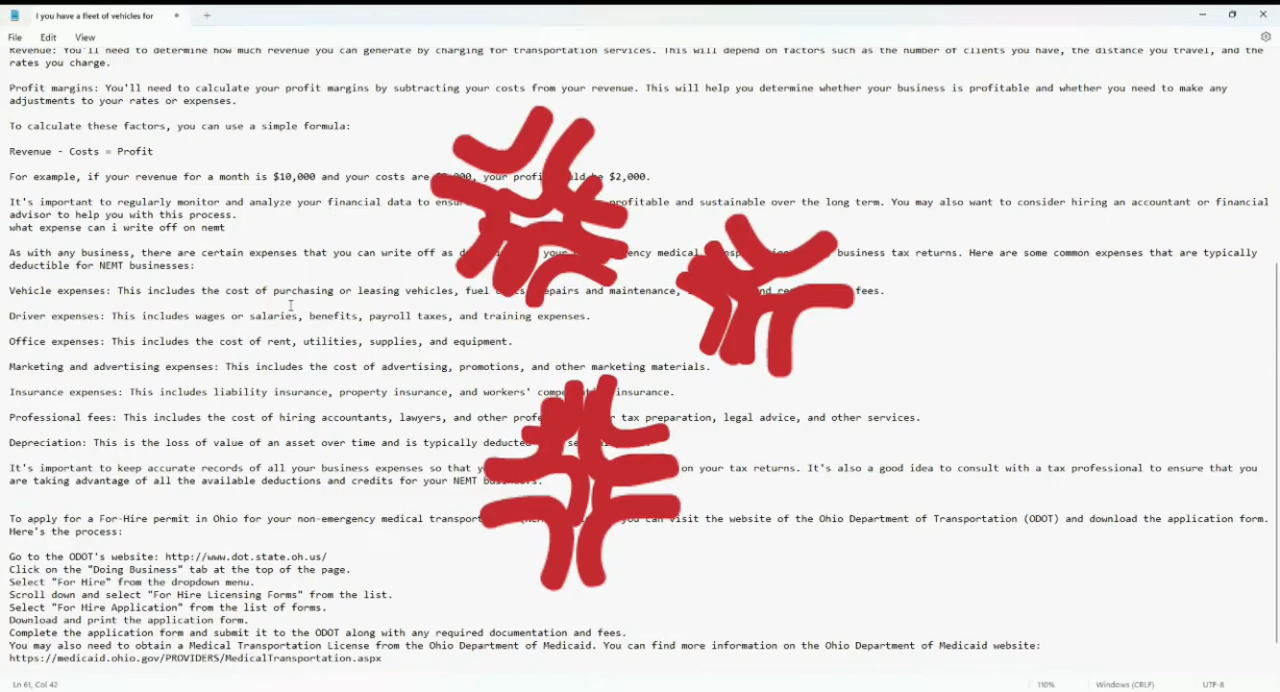 I you have a fleet of vehicles for
File Edit View
Revenue: You'll need to determine how much revenue you can generate by charging for transportation services. This will depend on factors such as the number of clients you have, the distance you travel, and the
rates you charge.
Profit margins: You'll need to calculate your profit margins by subtracting your costs from your revenue. This will help you determine whether your business is profitable and whether you need to make any
adjustments to your rates or expenses.
To calculate these factors, you can use a simple formula:
Revenue - Costs = Profit
For example, if your revenue for a month is $10,000 and your costs are your be $2,000.
It's important to regularly monitor and analyze your financial data to profitable and sustainable over the long term. You may also want to consider hiring an accountant or financial
advisor to help you with this process.
what expense can i write off on nemt
As with any business, there are certain expenses that you can write off as your medical business tax returns. Here are some common expenses that are typically
deductible for NEMT businesses:
Vehicle expenses: This includes the cost of purchasing or leasing vehicles, fuel repairs and maintenance, and fees.
Driver expenses: This includes wages or salaries, benefits, payroll taxes, and training expenses.
Office expenses: This includes the cost of rent, utilities, supplies, and equipment.
Marketing and advertising expenses: This includes the cost of advertising, promotions, and other marketing materials.
Insurance expenses: This includes liability insurance, property insurance, and workers' insurance.
Professional fees: This includes the cost of hiring accountants, lawyers, and other tax preparation, legal advice, and other services.
Depreciation: This is the loss of value of an asset over time and is typically
It's important to keep accurate records of all your business expenses so that on your tax returns. It's also a good idea to consult with a tax professional to ensure that you
are taking advantage of all the available deductions and credits for your NEMT
To apply for a For-Hire permit in Ohio for your non-emergency medical can visit the website of the Ohio Department of Transportation (ODOT) and download the application form.
Here's the process:
Go to the ODOT's website: http://www.dot.state.oh.us/
Click on the "Doing Business" tab at the top of the page.
Select "For Hire" from the dropdown menu.
Scroll down and select "For Hire Licensing Forms" from the list.
Select "For Hire Application" from the list of forms.
Download and print the application form.
Complete the application form and submit it to the ODOT along with any required documentation and fees.
You may also need to obtain a Medical Transportation License from the Ohio Department of Medicaid. You can find more information on the Ohio Department of Medicaid website:
https://medicaid.ohio.gov/PROVIDERS/MedicalTransportation.aspx
Ln 61, Col 42 110% Windows (CRLF) UTF-8